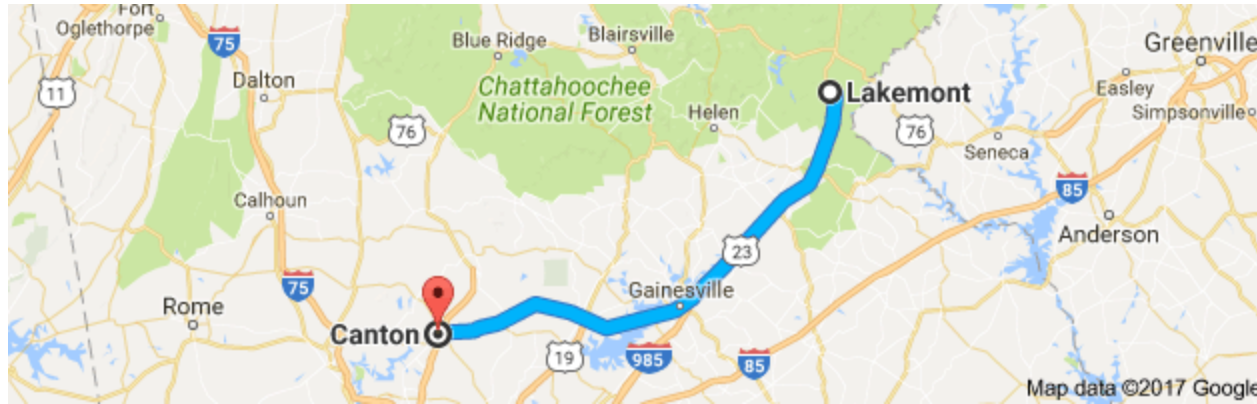 Fort
Oglethorpe
75
11
Dalton
Blue Ridge
Blairsville
Chattahoochee
National Forest
76
Helen
Lakemont
76
Greenville
Easley
Simpsonville
Seneca
85
Calhoun
Anderson
23
75
Rome
Gainesville
Canton
19
985
85
Map data ©2017 Google